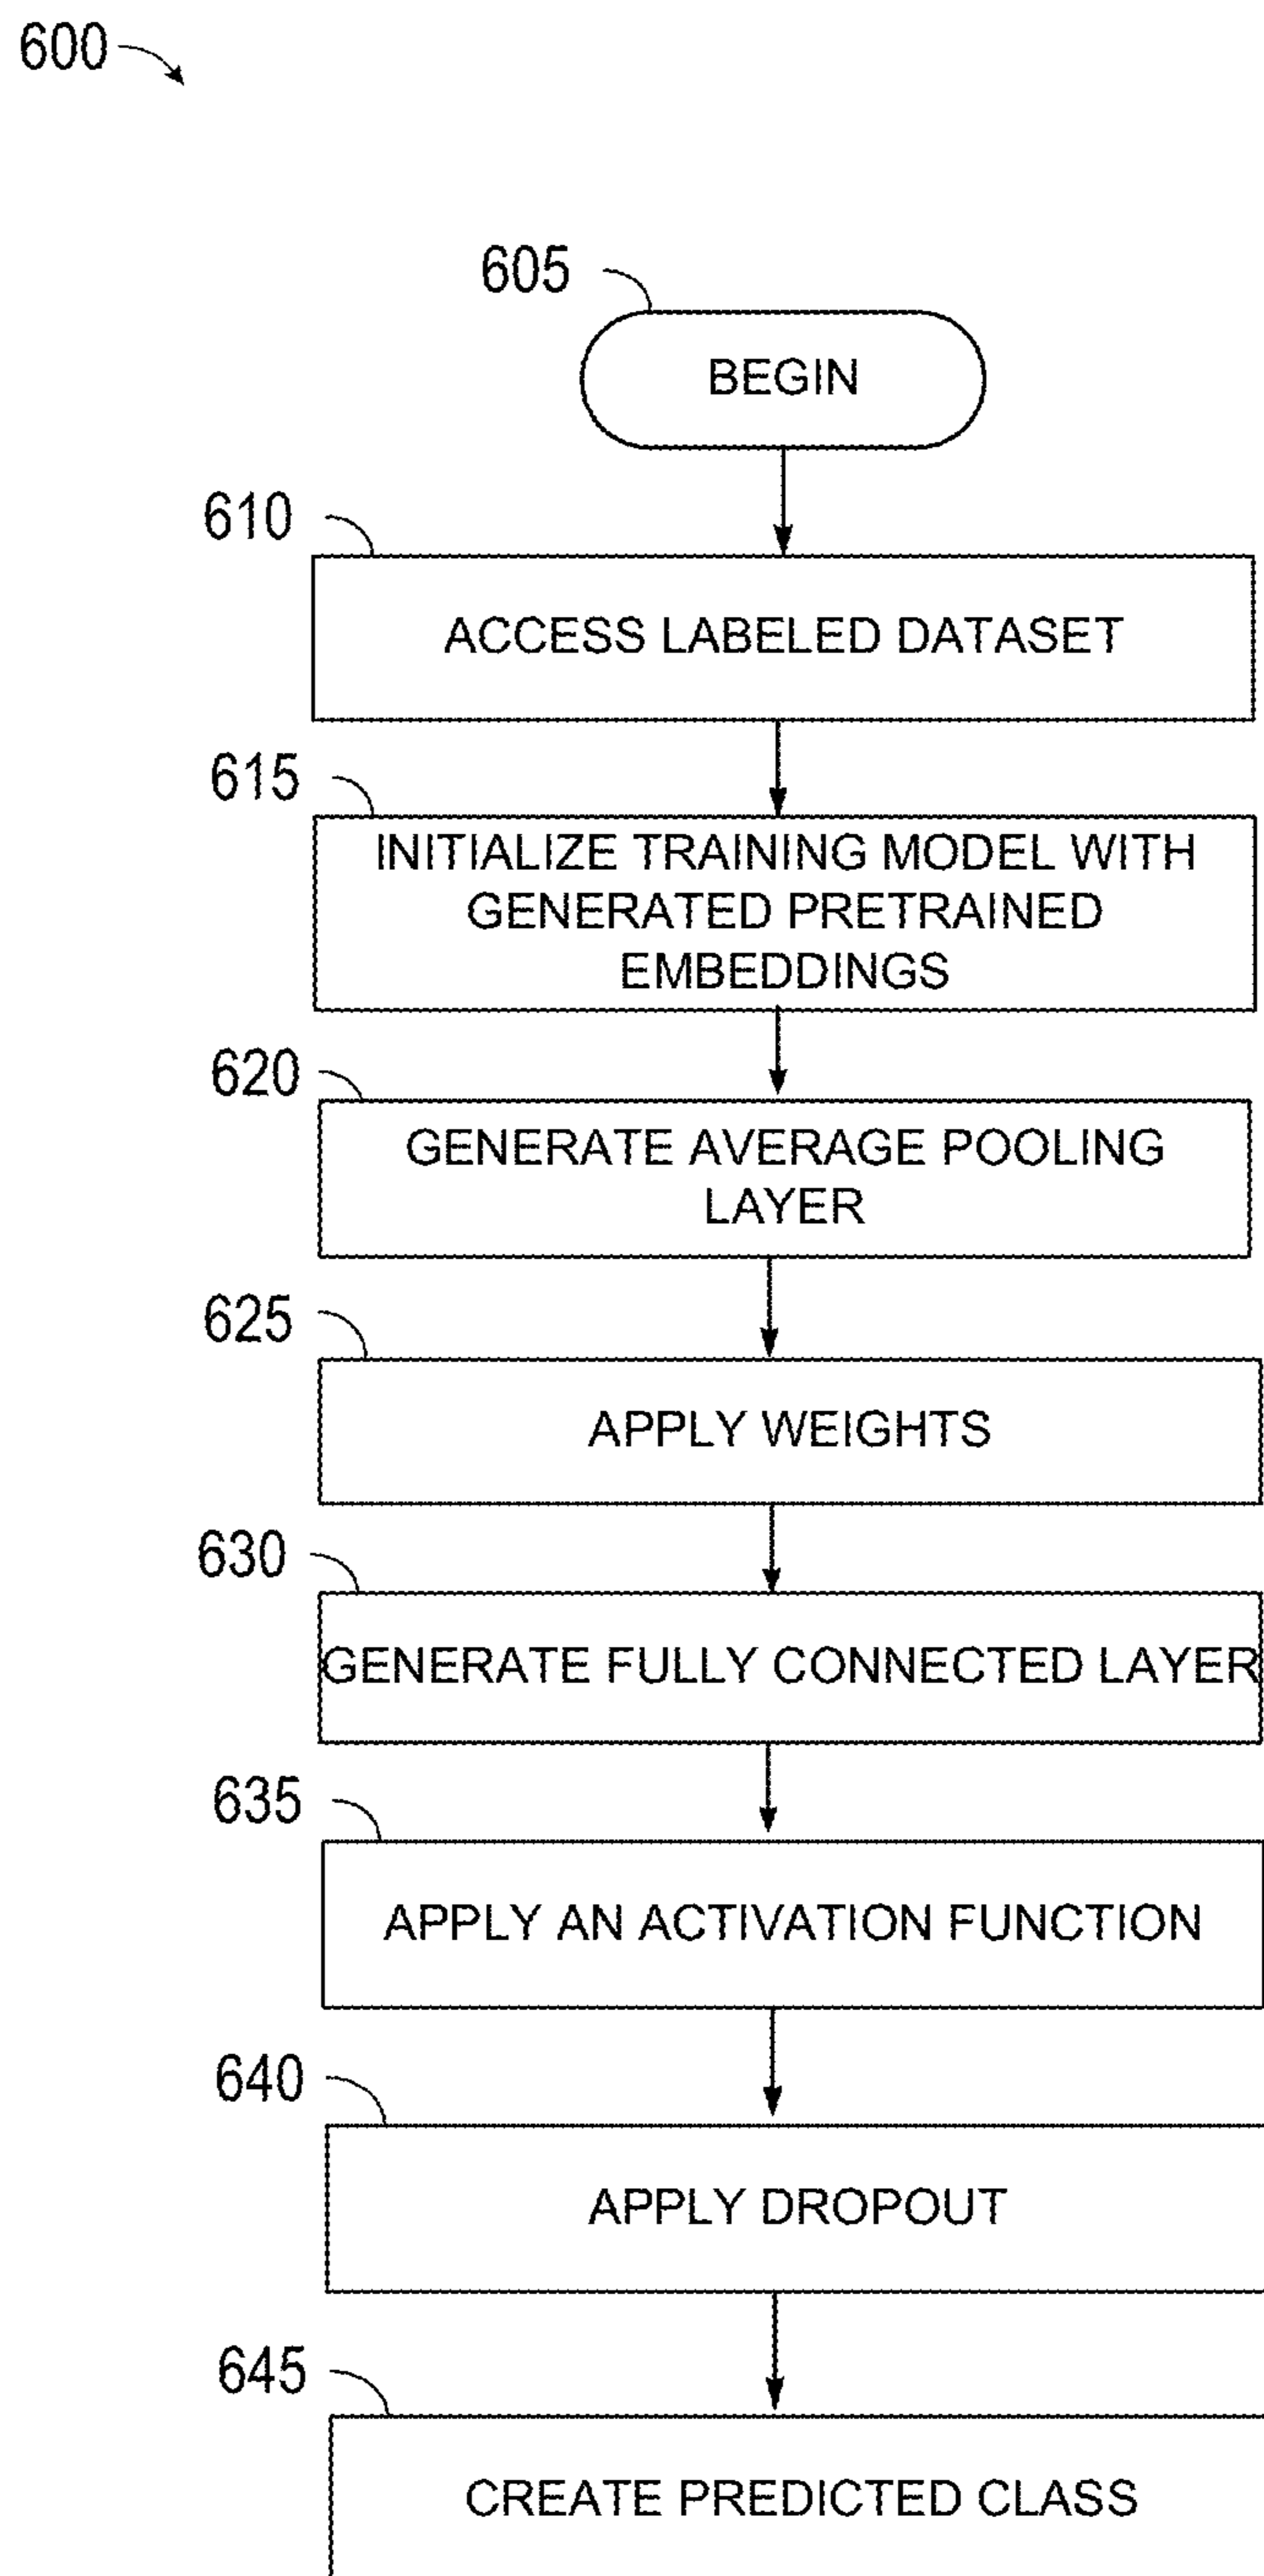 600
605
BEGIN
610
ACCESS LABELED DATASET
615
INITIALIZE TRAINING MODEL WITH
GENERATED PRETRAINED
EMBEDDINGS
620
GENERATE AVERAGE POOLING
LAYER
625
APPLY WEIGHTS
630
GENERATE FULLY CONNECTED LAYER
635
APPLY AN ACTIVATION FUNCTION
640
APPLY DROPOUT
645
CREATE PREDICTED CLASS